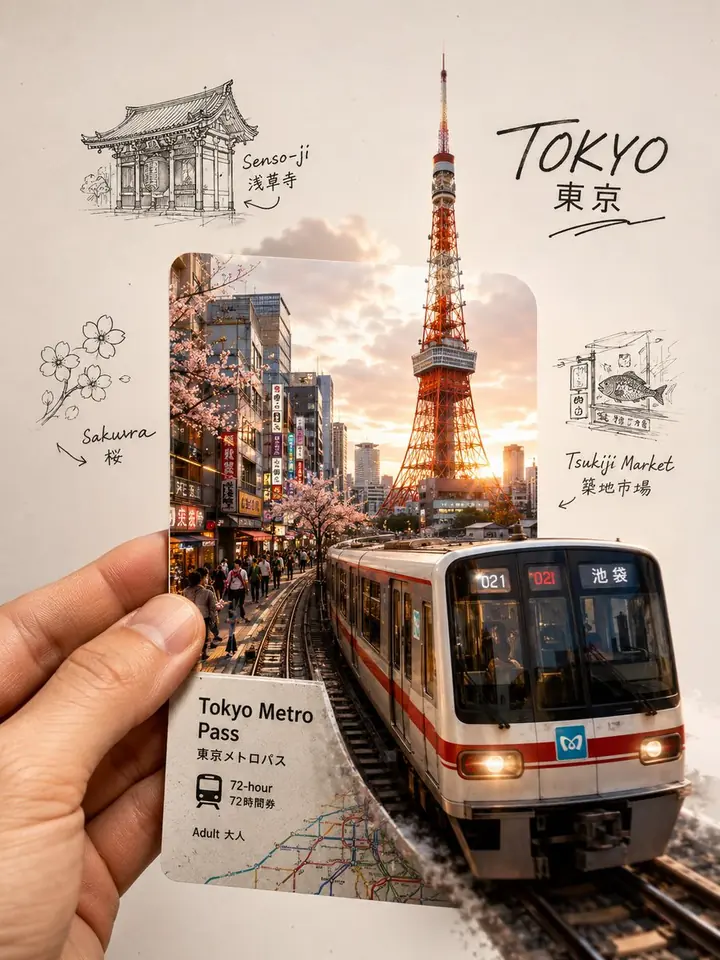 TOKYO
東京
Senso-ji
浅草寺
Sakura
桜
Tsukiji Market
築地市場
021
021
池袋
Tokyo Metro
Pass
東京メトロパス
72-hour
72時間券
Adult 大人